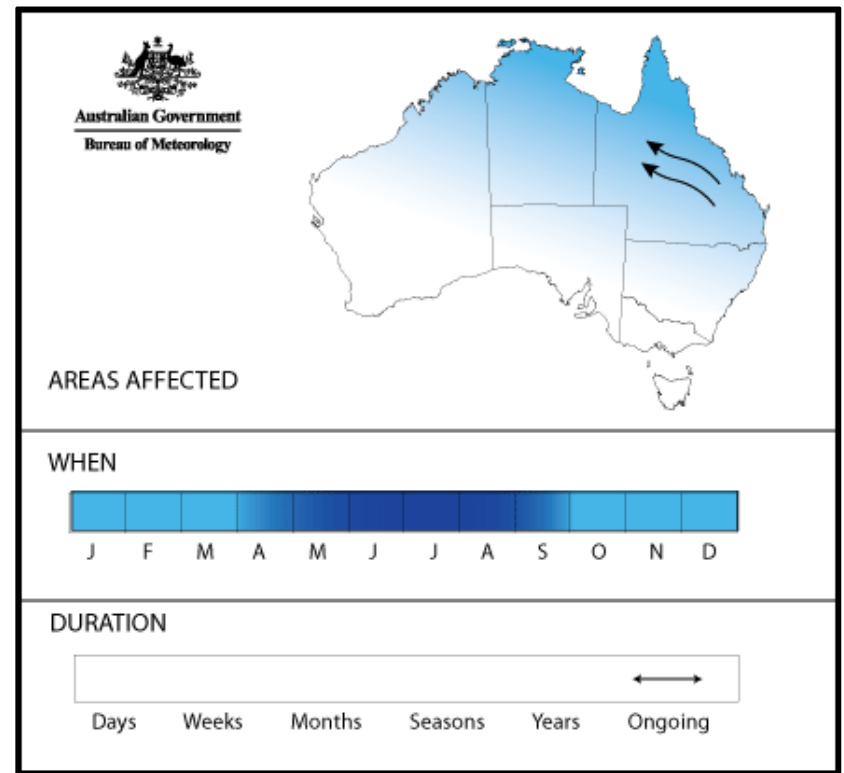 Australian Government
Bureau of Meteorology
AREAS AFFECTED
WHEN
J F M A M J J A S O N D
DURATION
Days Weeks Months Seasons Years Ongoing